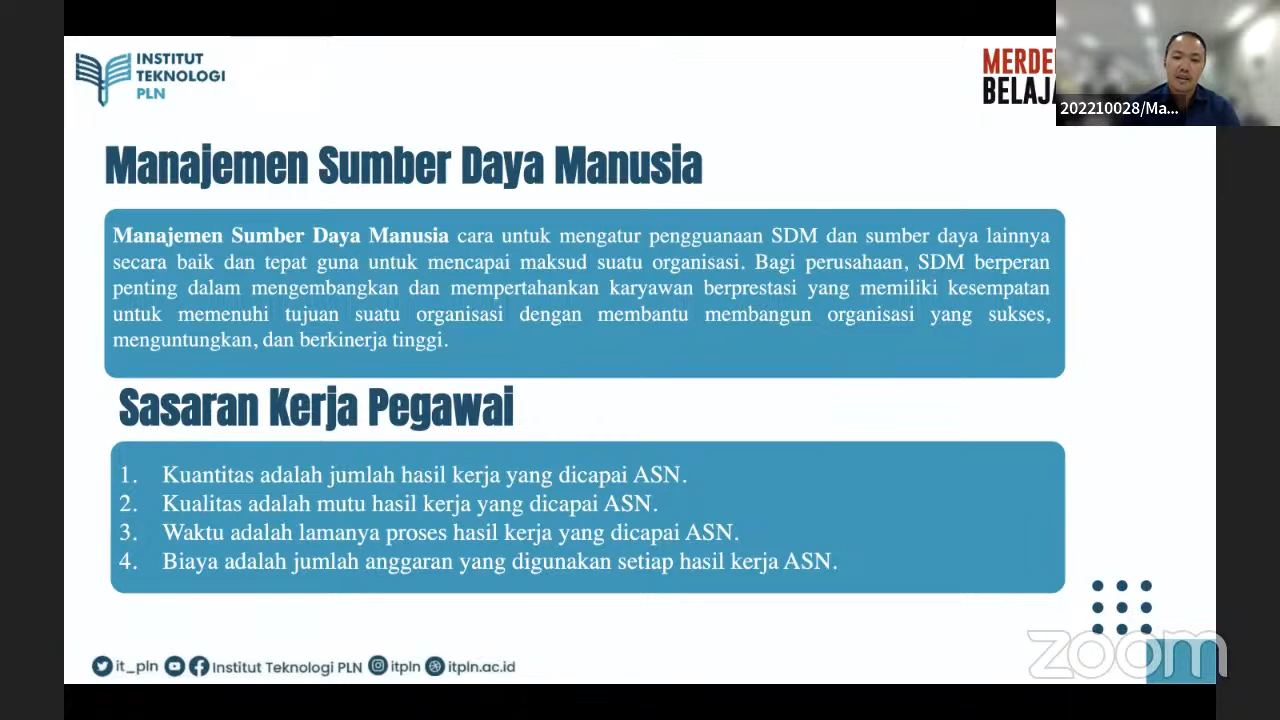 INSTITUT
TEKNOLOGI
PLN
MERDE
BELAJA
202210028/Ma...
Manajemen Sumber Daya Manusia
Manajemen Sumber Daya Manusia cara untuk mengatur pengguanaan SDM dan sumber daya lainnya
secara baik dan tepat guna untuk mencapai maksud suatu organisasi. Bagi perusahaan, SDM berperan
penting dalam mengembangkan dan mempertahankan karyawan berprestasi yang memiliki kesempatan
untuk memenuhi tujuan suatu organisasi dengan membantu membangun organisasi yang sukses,
menguntungkan, dan berkinerja tinggi.
Sasaran Kerja Pegawai
1. Kuantitas adalah jumlah hasil kerja yang dicapai ASN.
2. Kualitas adalah mutu hasil kerja yang dicapai ASN.
3. Waktu adalah lamanya proses hasil kerja yang dicapai ASN.
4. Biaya adalah jumlah anggaran yang digunakan setiap hasil kerja ASN.
it_pln Institut Teknologi PLN itpln itpln.ac.id
zoom